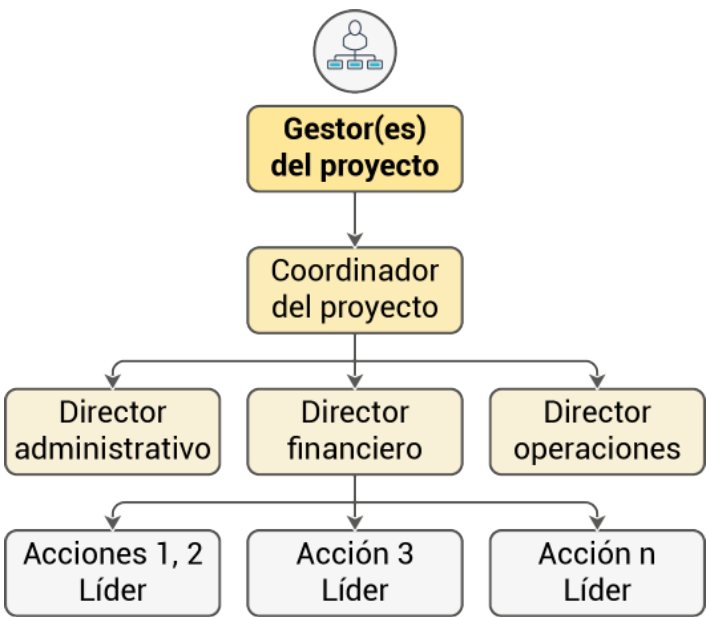 Gestor(es)
del proyecto
Coordinador
del proyecto
Director
administrativo
Director
financiero
Director
operaciones
Acciones 1, 2
Líder
Acción 3
Líder
Acción n
Líder